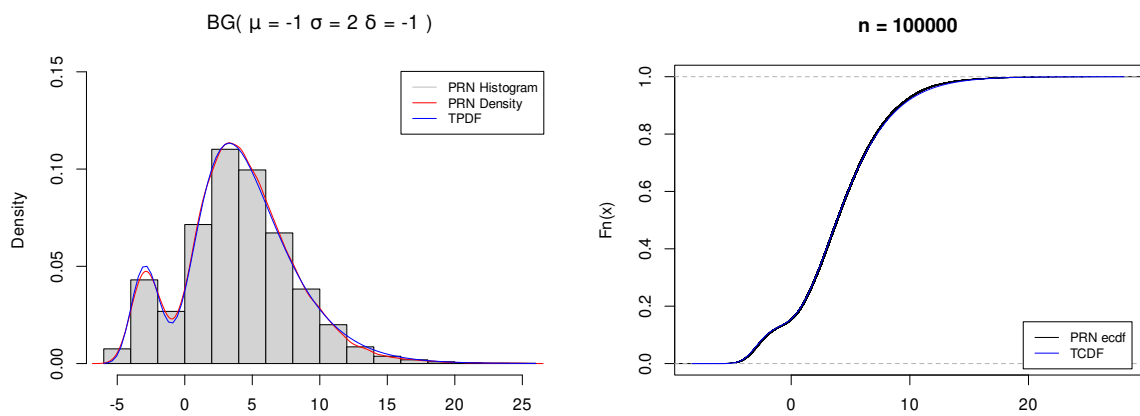 BG( μ = -1 σ = 2 δ = -1 )
Density
0.00
0.05
0.10
0.15
-5
0
5
10
15
20
25
PRN Histogram
PRN Density
TPDF
n = 100000
Fn(x)
0.0
0.2
0.4
0.6
0.8
1.0
0
10
20
PRN ecdf
TCDF